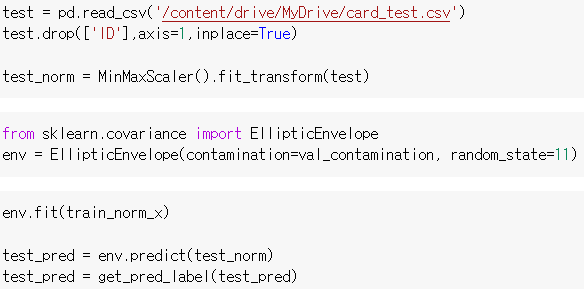 test = pd.read_csv('/content/drive/MyDrive/card_test.csv')
test.drop(['ID'],axis=1,inplace=True)
test_norm = MinMaxScaler().fit_transform(test)
from sklearn.covariance import EllipticEnvelope
env = EllipticEnvelope(contamination=val_contamination, random_state=11)
env.fit(train_norm_x)
test_pred = env.predict(test_norm)
test_pred = get_pred_label(test_pred)